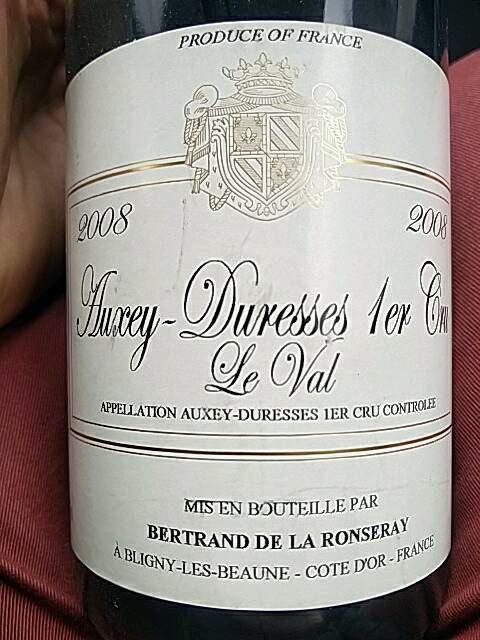 PRODUCE OF FRANCE
2008 2008
Auxey-Duresses 1er Cru
Le Val
APPELLATION AUXEY-DURESSES 1ER CRU CONTROLEE
MIS EN BOUTEILLE PAR
BERTRAND DE LA RONSERAY
À BLIGNY-LES-BEAUNE - COTE D'OR - FRANCE